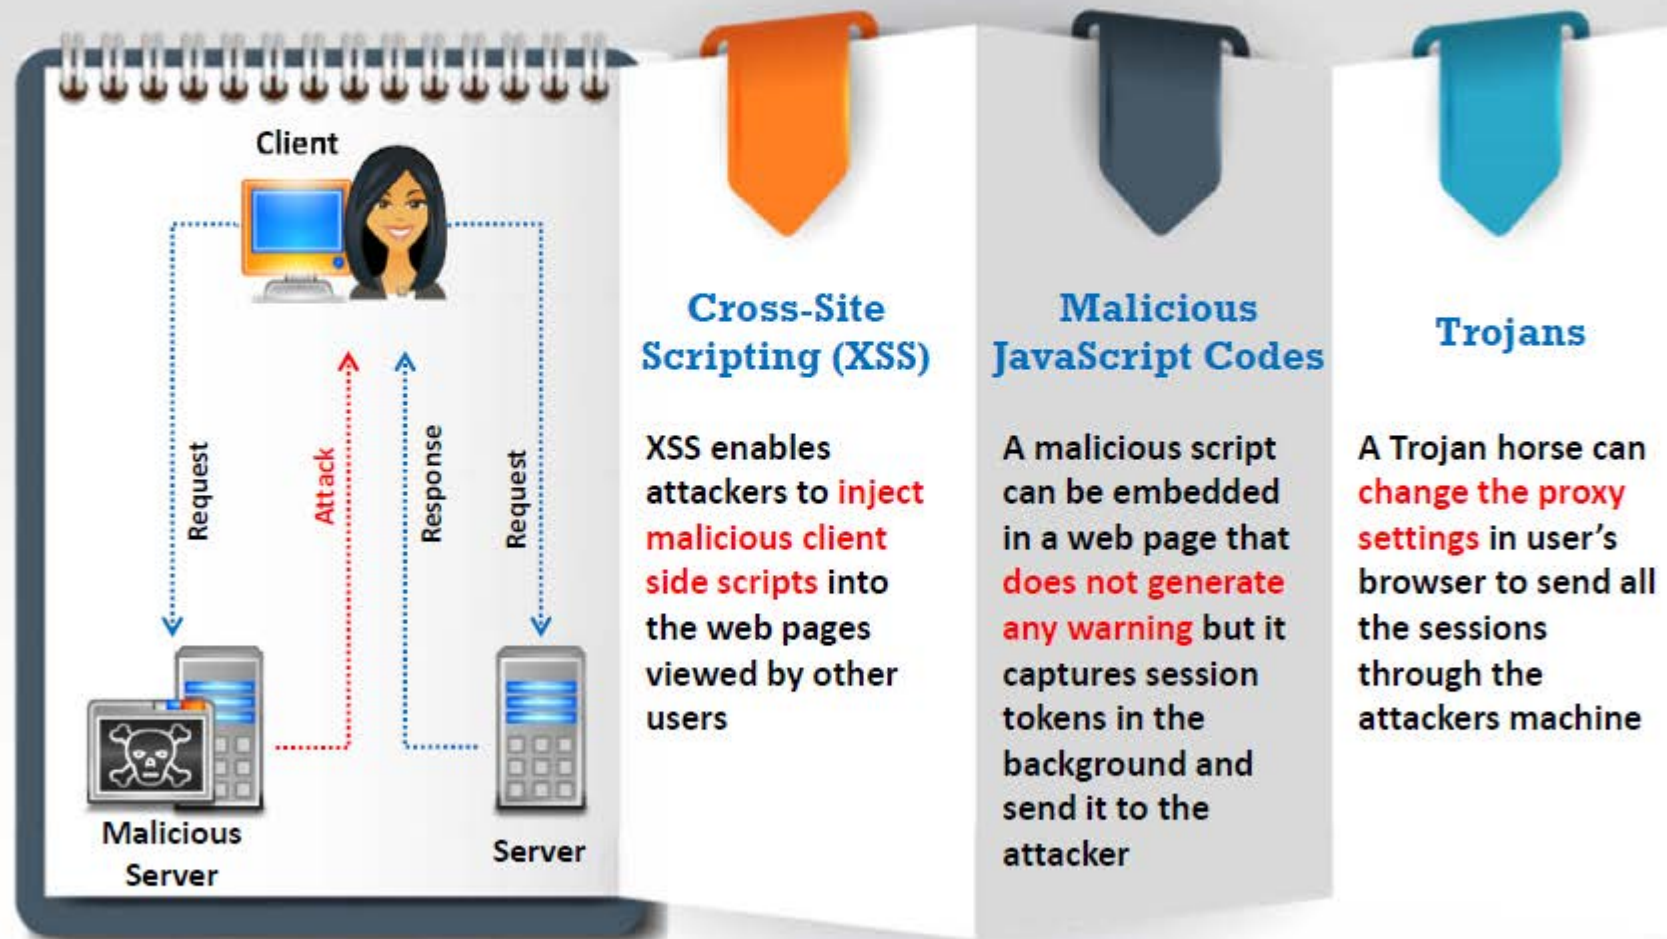 Client
Request
Attack
Response
Request
Malicious
Server
Server
Cross-Site
Scripting (XSS)
XSS enables
attackers to inject
malicious client
side scripts into
the web pages
viewed by other
users
Malicious
JavaScript Codes
A malicious script
can be embedded
in a web page that
does not generate
any warning but it
captures session
tokens in the
background and
send it to the
attacker
Trojans
A Trojan horse can
change the proxy
settings in user's
browser to send all
the sessions
through the
attackers machine